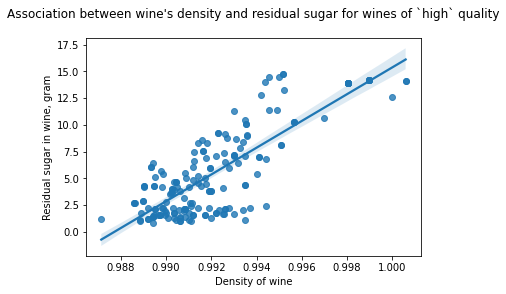 Association between wine's density and residual sugar for wines of `high` quality
17.5
15.0
12.5
10.0
7.5
5.0
2.5
0.0
Residual sugar in wine, gram
0.988 0.990 0.992 0.994 0.996 0.998 1.000
Density of wine